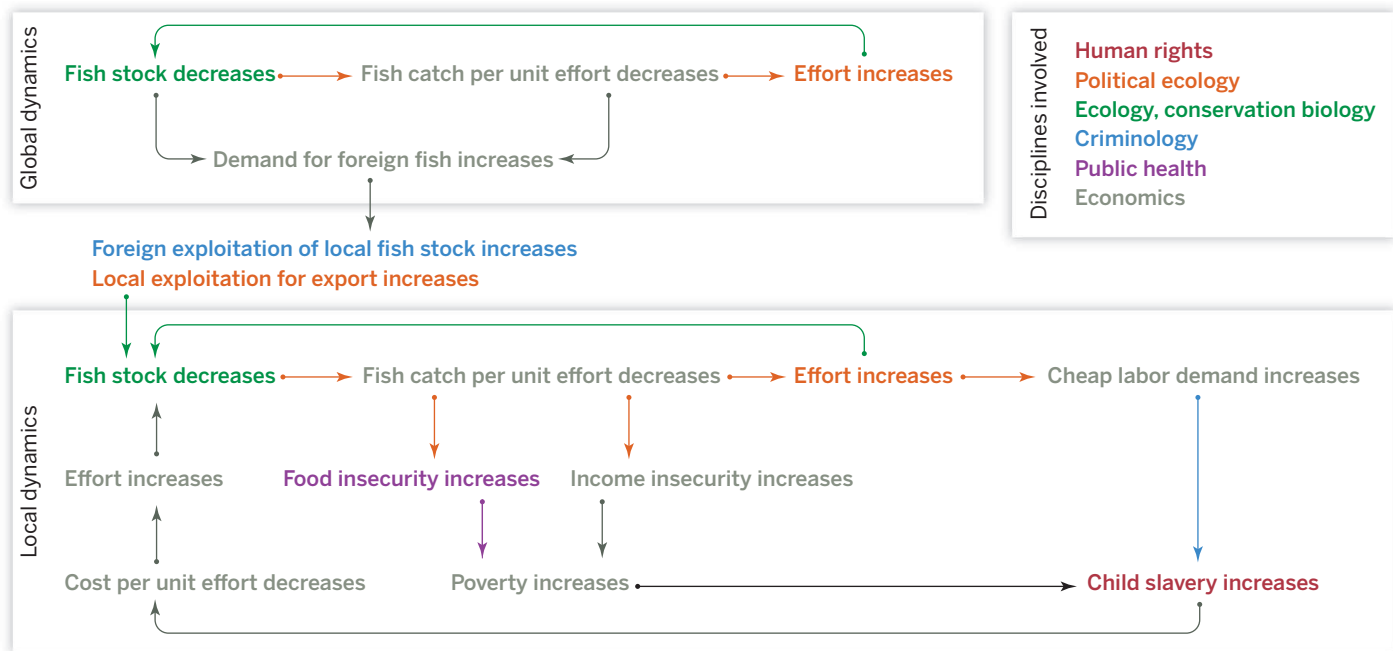 Global dynamics
Fish stock decreases
Fish catch per unit effort decreases
Effort increases
Demand for foreign fish increases
Disciplines involved
Human rights
Political ecology
Ecology, conservation biology
Criminology
Public health
Economics
Foreign exploitation of local fish stock increases
Local exploitation for export increases
Local dynamics
Fish stock decreases
Fish catch per unit effort decreases
Effort increases
Cheap labor demand increases
Effort increases
Food insecurity increases
Income insecurity increases
Cost per unit effort decreases
Poverty increases
Child slavery increases